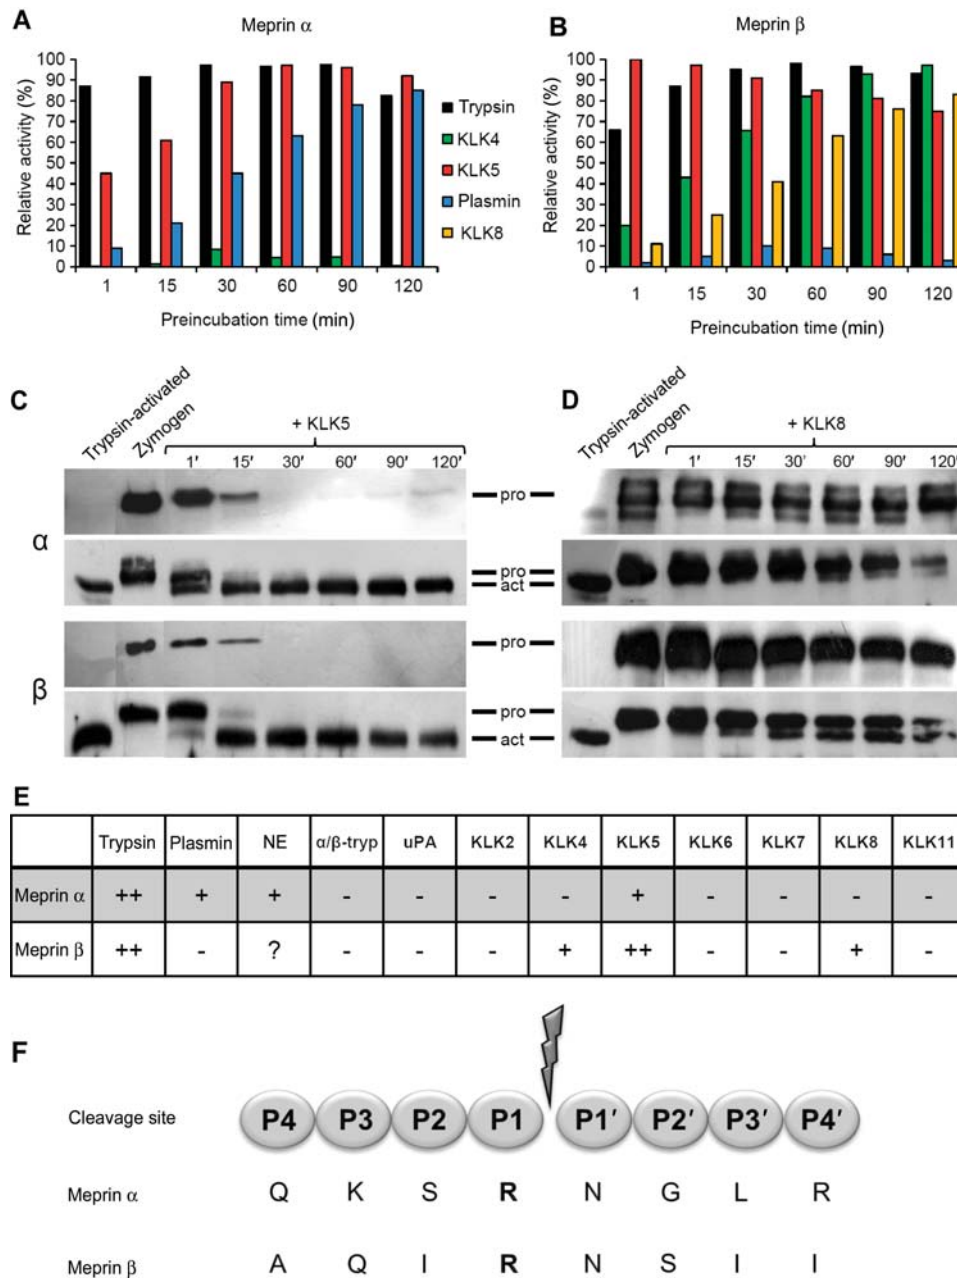 A
Meprin α
Relative activity (%)
100
90
80
70
60
50
40
30
20
10
0
1 15 30 60 90 120
Preincubation time (min)
Trypsin
KLK4
KLK5
Plasmin
KLK8
B
Meprin β
Relative activity (%)
100
90
80
70
60
50
40
30
20
10
0
1 15 30 60 90 120
Preincubation time (min)
C
Trypsin-activated
Zymogen
+ KLK5
1' 15' 30' 60' 90' 120'
α
pro
pro
act
β
pro
pro
act
D
Trypsin-activated
Zymogen
+ KLK8
1' 15' 30' 60' 90' 120'
E
Trypsin Plasmin NE α/β-tryp uPA KLK2 KLK4 KLK5 KLK6 KLK7 KLK8 KLK11
Meprin α ++ + + - - - - + - - - -
Meprin β ++ - ? - - - + ++ - - + -
F
Cleavage site P4 P3 P2 P1 P1' P2' P3' P4'
Meprin α Q K S R N G L R
Meprin β A Q I R N S I I